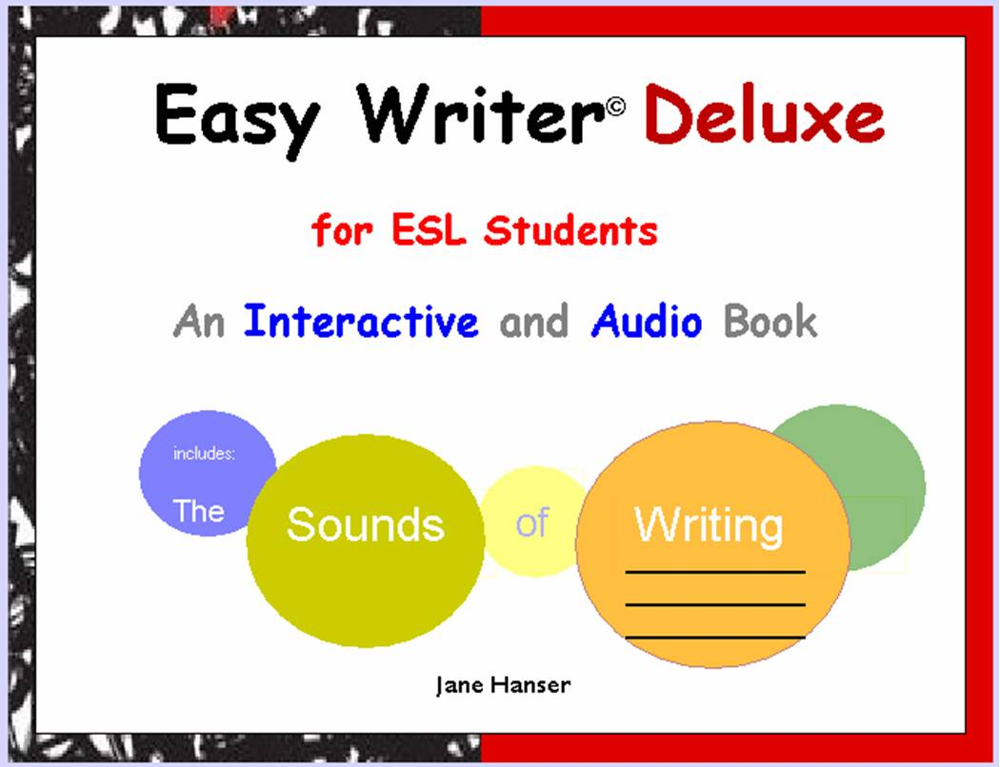 Easy Writer© Deluxe
for ESL Students
An Interactive and Audio Book
includes:
The Sounds of Writing
Jane Hanser